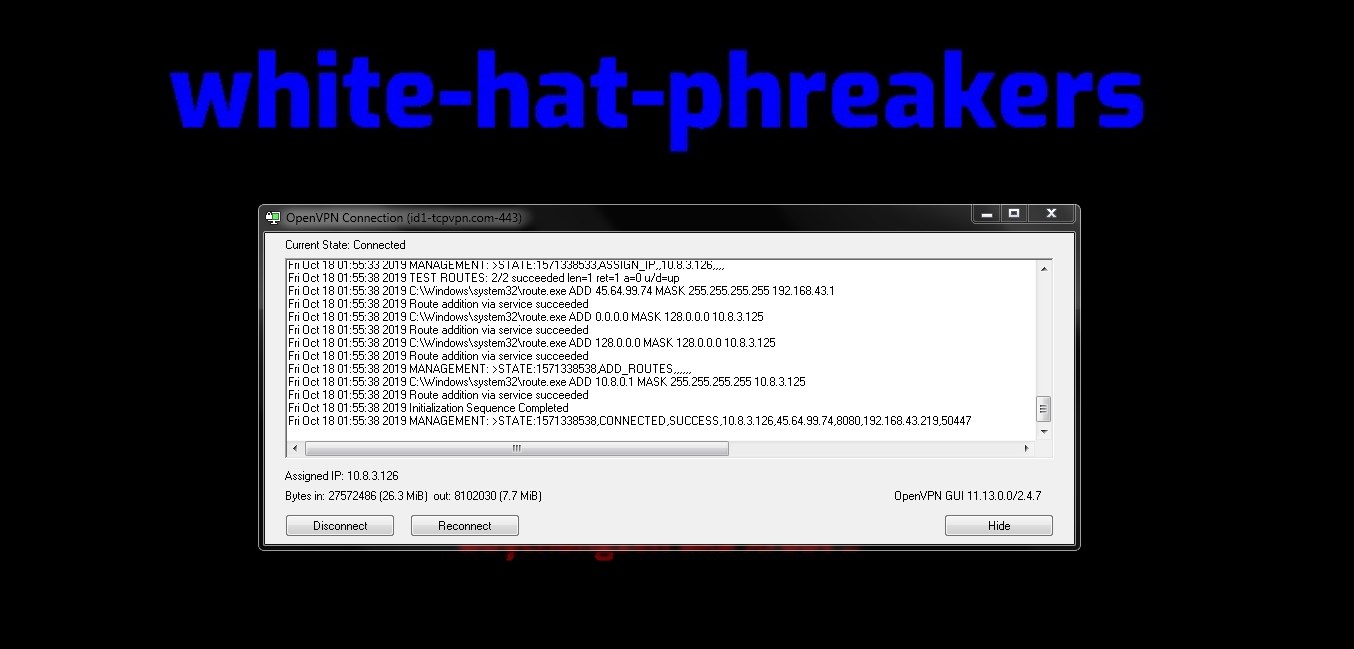 white-hat-phreakers
OpenVPN Connection (id1-tcpvpn.com-443)
Current State: Connected
Fri Oct 18 01:55:33 2019 MANAGEMENT: >STATE:1571338533,ASSIGN_IP,,10.8.3.126,,,,
Fri Oct 18 01:55:38 2019 TEST ROUTES: 2/2 succeeded len=1 ret=1 a=0 u/d=up
Fri Oct 18 01:55:38 2019 C:\Windows\system32\route.exe ADD 45.64.99.74 MASK 255.255.255.255 192.168.43.1
Fri Oct 18 01:55:38 2019 Route addition via service succeeded
Fri Oct 18 01:55:38 2019 C:\Windows\system32\route.exe ADD 0.0.0.0 MASK 128.0.0.0 10.8.3.125
Fri Oct 18 01:55:38 2019 Route addition via service succeeded
Fri Oct 18 01:55:38 2019 C:\Windows\system32\route.exe ADD 128.0.0.0 MASK 128.0.0.0 10.8.3.125
Fri Oct 18 01:55:38 2019 Route addition via service succeeded
Fri Oct 18 01:55:38 2019 MANAGEMENT: >STATE:1571338538,ADD_ROUTES,,,,,,
Fri Oct 18 01:55:38 2019 C:\Windows\system32\route.exe ADD 10.8.0.1 MASK 255.255.255.255 10.8.3.125
Fri Oct 18 01:55:38 2019 Route addition via service succeeded
Fri Oct 18 01:55:38 2019 Initialization Sequence Completed
Fri Oct 18 01:55:38 2019 MANAGEMENT: >STATE:1571338538,CONNECTED,SUCCESS,10.8.3.126,45.64.99.74,8080,192.168.43.219,50447
Assigned IP: 10.8.3.126
Bytes in: 27572486 (26.3 MiB) out: 8102030 (7.7 MiB)
OpenVPN GUI 11.13.0.0/2.4.7
Disconnect
Reconnect
Hide